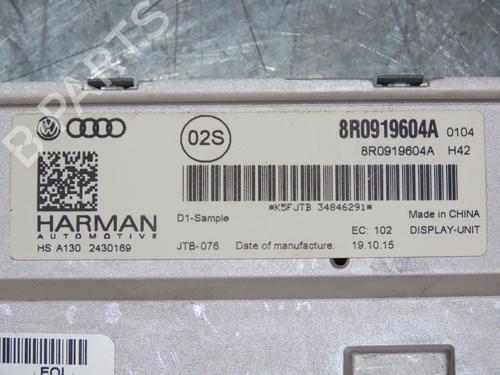 B-PARTS
02S
8R0919604A 0104
8R0919604A H42
HARMAN
AUTOMOTIVE
HS A130 2430169
D1-Sample
*K5FJTB 34846291*
Made in CHINA
JTB-076
Date of manufacture:
EC: 102
19.10.15
DISPLAY-UNIT
EOL